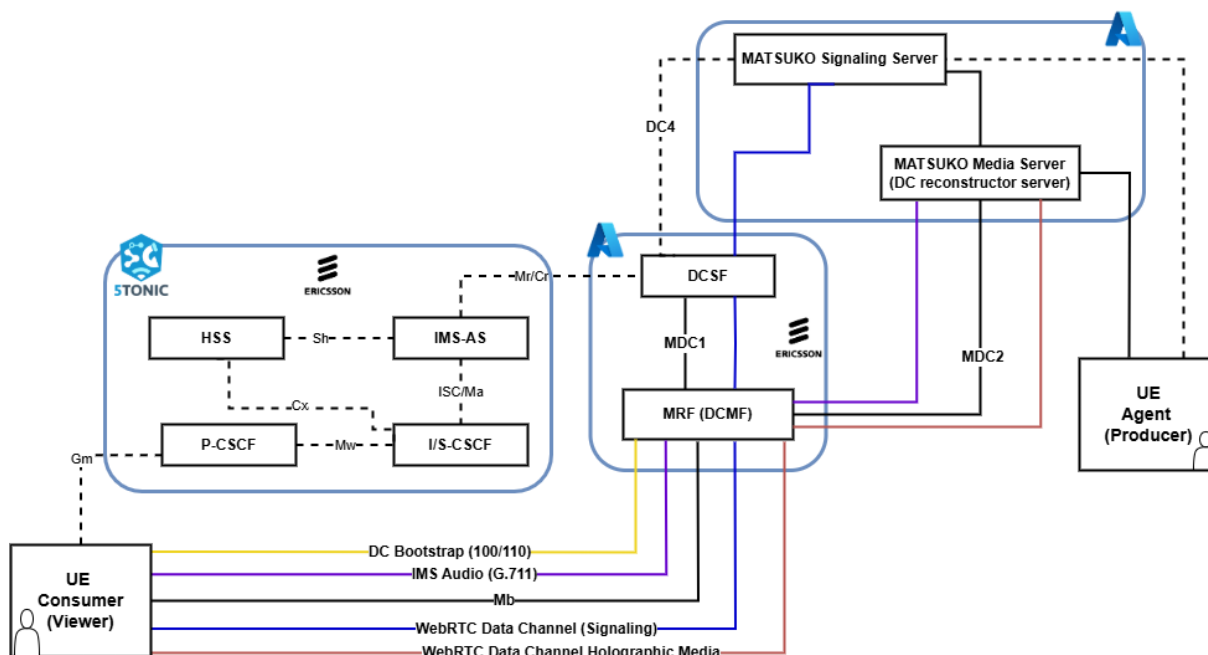 MATSUKO Signaling Server
DC4
MATSUKO Media Server
(DC reconstructor server)
5TONIC
ERICSSON
Mr/Cr
DCSF
HSS
Sh
IMS-AS
MDC1
ERICSSON
MDC2
ISC/Ma
Cx
MRF (DCMF)
UE
Agent
(Producer)
P-CSCF
Mw
I/S-CSCF
Gm
DC Bootstrap (100/110)
IMS Audio (G.711)
UE
Consumer
(Viewer)
Mb
WebRTC Data Channel (Signaling)
WebRTC Data Channel Holographic Media